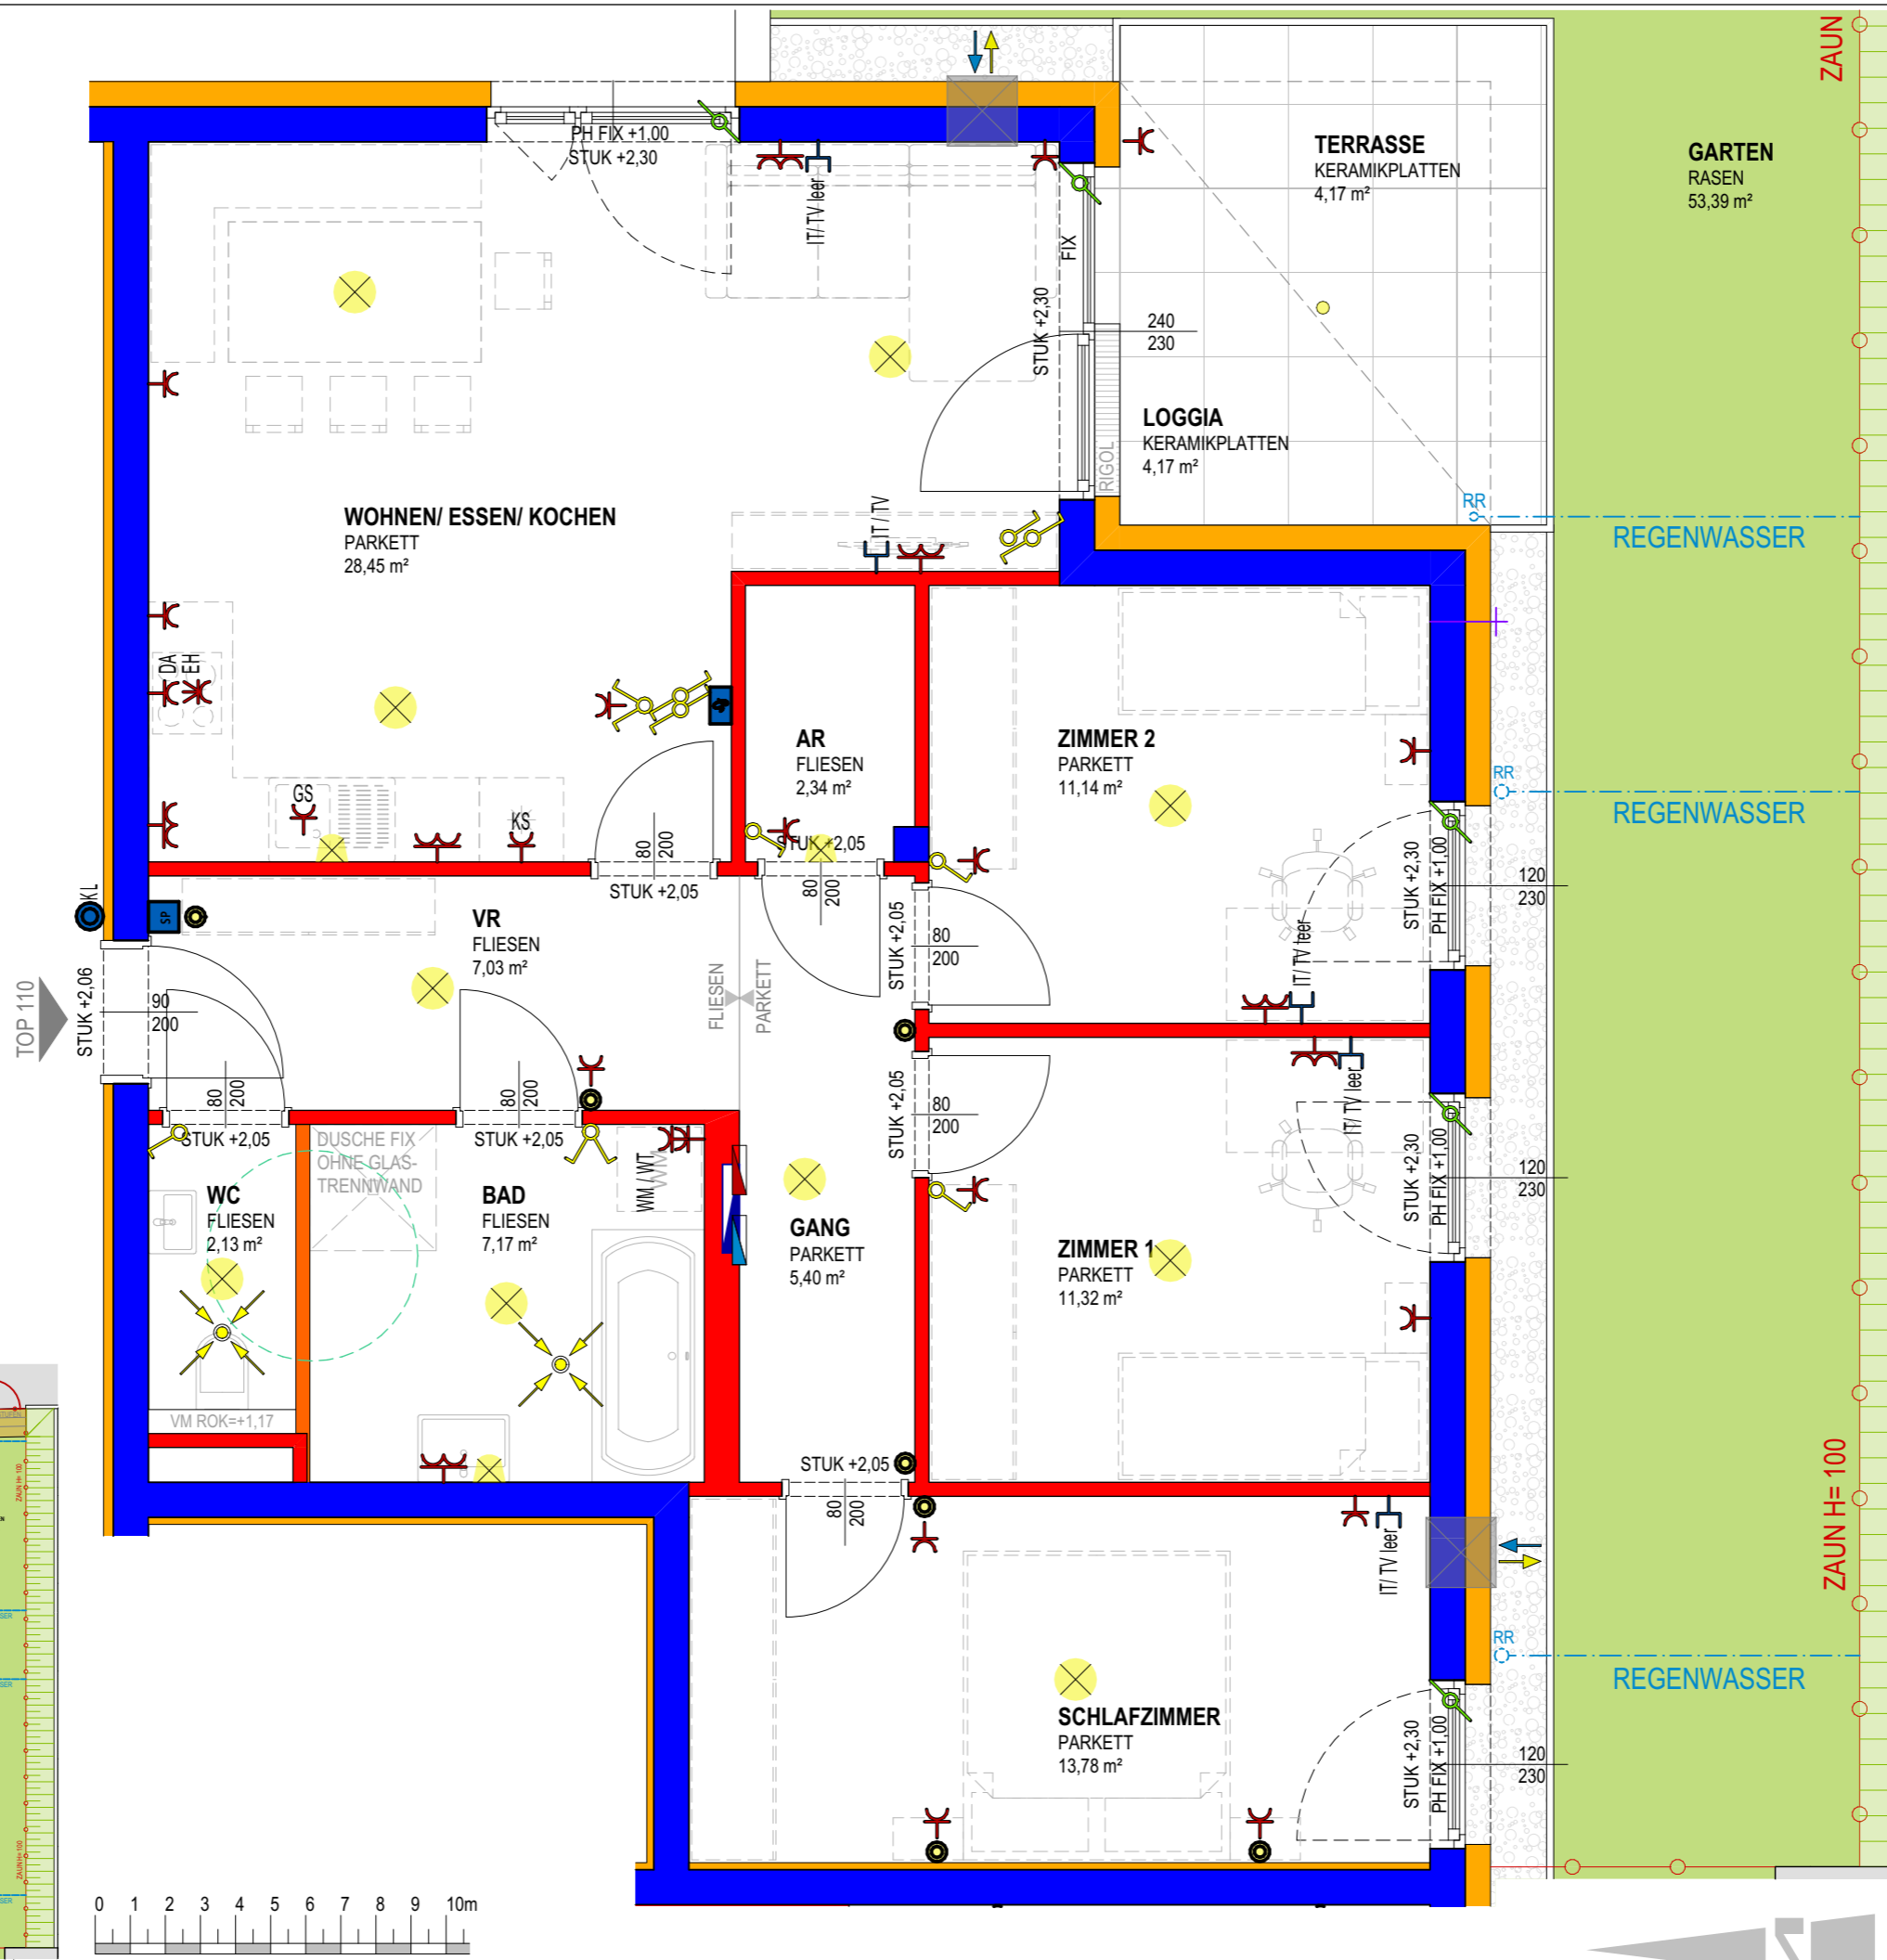 ZAUN
PH FIX +1,00
STUK +2,30
IT/ TV leer
TERRASSE
KERAMIKPLATTEN
4,17 m²
GARTEN
RASEN
53,39 m²
FIX
STUK +2,30
240
230
LOGGIA
KERAMIKPLATTEN
4,17 m²
RIGOL
WOHNEN/ ESSEN/ KOCHEN
PARKETT
28,45 m²
IT / TV
RR
REGENWASSER
DA
EH
AR
FLIESEN
2,34 m²
ZIMMER 2
PARKETT
11,14 m²
RR
REGENWASSER
GS
KS
80
200
STUK +2,05
STUK +2,05
80
200
STUK +2,30
PH FIX +1,00
120
230
KL
SP
VR
FLIESEN
7,03 m²
FLIESEN
PARKETT
STUK +2,05
80
200
IT/ TV leer
TOP 110
STUK +2,06
90
200
80
200
STUK +2,05
80
200
STUK +2,05
STUK +2,05
80
200
IT/ TV leer
STUK +2,30
PH FIX +1,00
120
230
DUSCHE FIX
OHNE GLAS-
TRENNWAND
WM / WT
WC
FLIESEN
2,13 m²
BAD
FLIESEN
7,17 m²
GANG
PARKETT
5,40 m²
ZIMMER 1
PARKETT
11,32 m²
VM ROK=+1,17
STUK +2,05
80
200
IT/ TV leer
ZAUN H= 100
RR
REGENWASSER
SCHLAFZIMMER
PARKETT
13,78 m²
STUK +2,30
PH FIX +1,00
120
230
ZAUN H= 100
ZAUN H= 100
0 1 2 3 4 5 6 7 8 9 10m